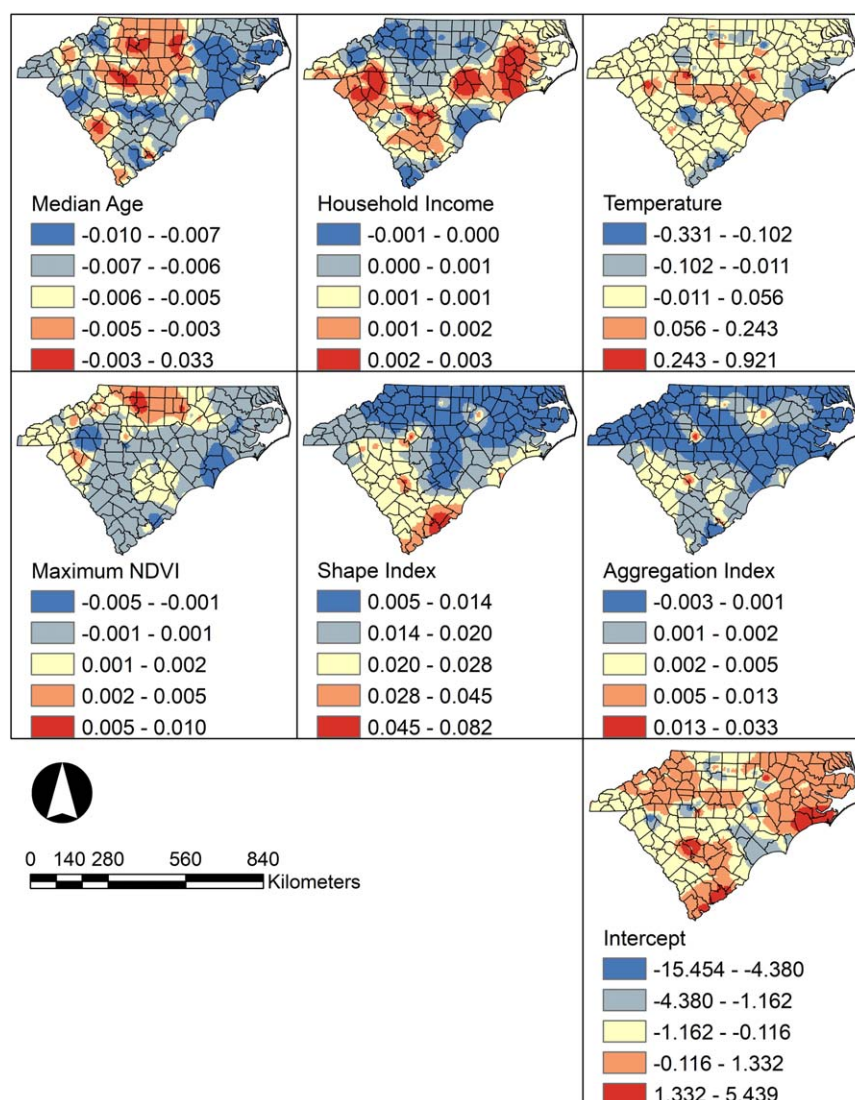 Median Age
-0.010 - -0.007
-0.007 - -0.006
-0.006 - -0.005
-0.005 - -0.003
-0.003 - 0.033
Household Income
-0.001 - 0.000
0.000 - 0.001
0.001 - 0.001
0.001 - 0.002
0.002 - 0.003
Temperature
-0.331 - -0.102
-0.102 - -0.011
-0.011 - 0.056
0.056 - 0.243
0.243 - 0.921
Maximum NDVI
-0.005 - -0.001
-0.001 - 0.001
0.001 - 0.002
0.002 - 0.005
0.005 - 0.010
Shape Index
0.005 - 0.014
0.014 - 0.020
0.020 - 0.028
0.028 - 0.045
0.045 - 0.082
Aggregation Index
-0.003 - 0.001
0.001 - 0.002
0.002 - 0.005
0.005 - 0.013
0.013 - 0.033
0 140 280 560 840
Kilometers
Intercept
-15.454 - -4.380
-4.380 - -1.162
-1.162 - -0.116
-0.116 - 1.332
1.332 - 5.439